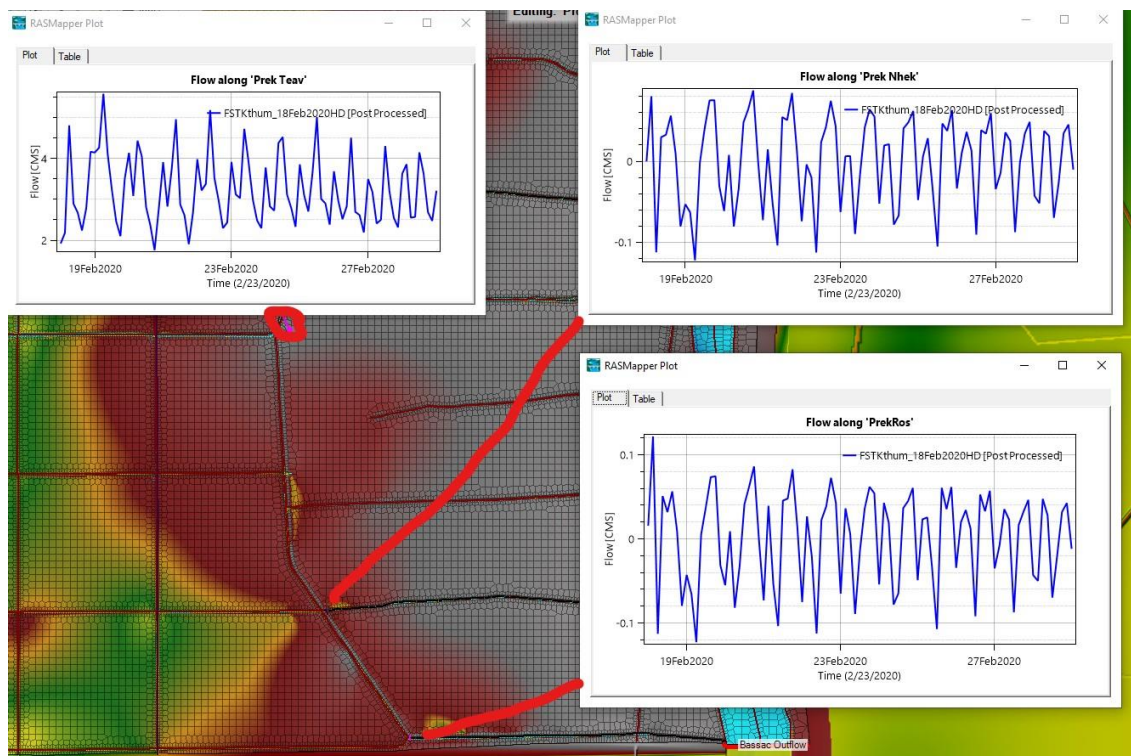 Editing: 
RASMapper Plot
Plot Table
Flow along 'Prek Teav'
FSTKthum_18Feb2020HD [Post Processed]
Flow [CMS]
4
2
19Feb2020 23Feb2020 27Feb2020
Time (2/23/2020)
RASMapper Plot
Plot Table
Flow along 'Prek Nhek'
FSTKthum_18Feb2020HD [Post Processed]
Flow [CMS]
0
-0.1
19Feb2020 23Feb2020 27Feb2020
Time (2/23/2020)
RASMapper Plot
Plot Table
Flow along 'PrekRos'
FSTKthum_18Feb2020HD [Post Processed]
Flow [CMS]
0.1
0
-0.1
19Feb2020 23Feb2020 27Feb2020
Time (2/23/2020)
Bassac Outflow